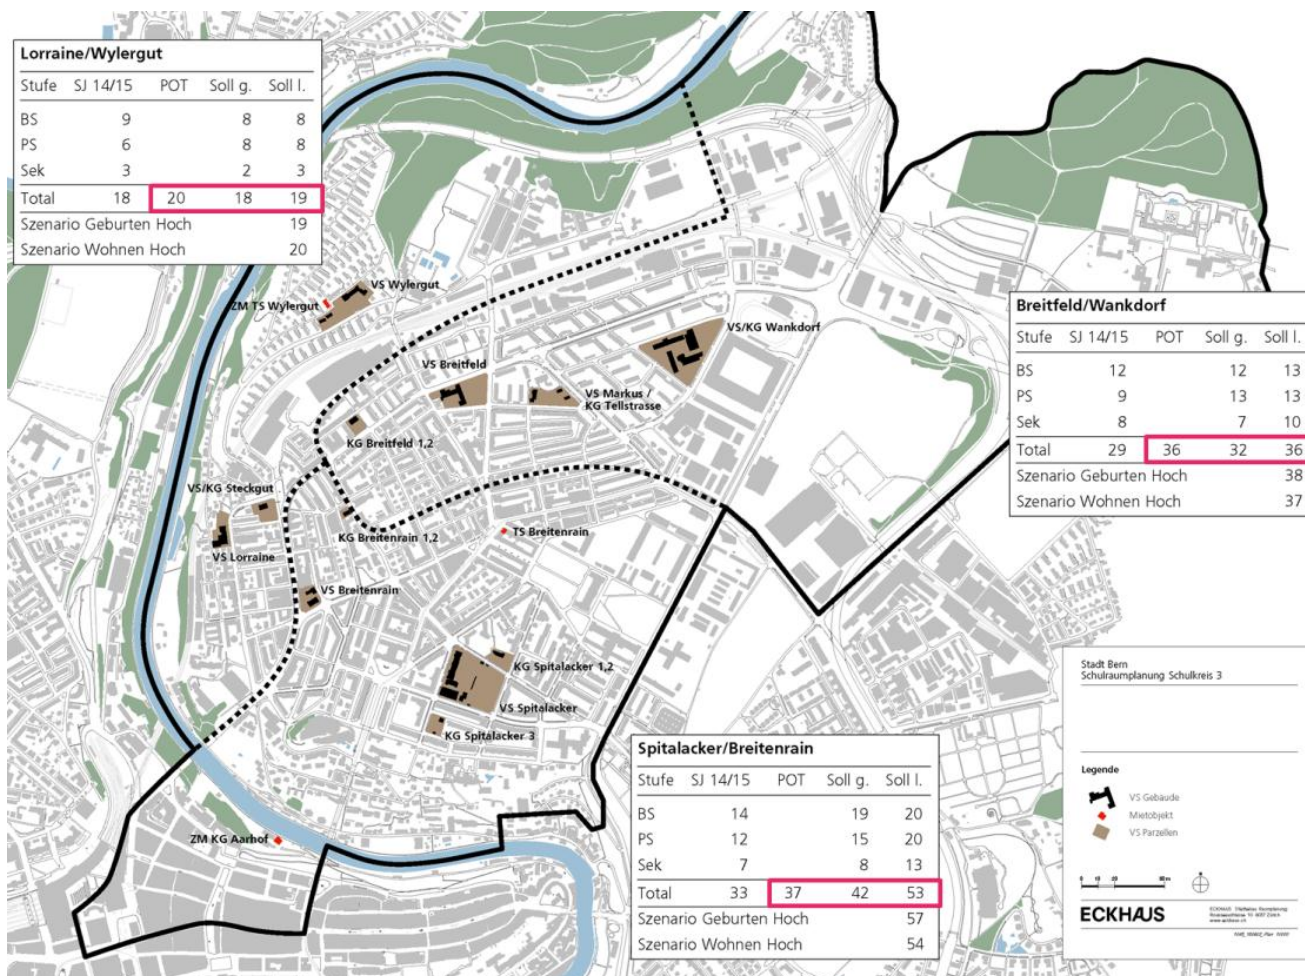 Lorraine/Wylergut
Stufe SJ 14/15 POT Soll g. Soll l.
BS 9 8 8
PS 6 8 8
Sek 3 2 3
Total 18 20 18 19
Szenario Geburten Hoch 19
Szenario Wohnen Hoch 20
VS Wylergut
ZM TS Wylergut
VS/KG Wankdorf
VS Breitfeld
VS Markus /
KG Tellstrasse
KG Breitfeld 1,2
Breitfeld/Wankdorf
Stufe SJ 14/15 POT Soll g. Soll l.
BS 12 12 13
PS 9 13 13
Sek 8 7 10
Total 29 36 32 36
Szenario Geburten Hoch 38
Szenario Wohnen Hoch 37
VS/KG Steckgut
VS Lorraine
KG Breitenrain 1,2
TS Breitenrain
VS Breitenrain
KG Spitalacker 1,2
VS Spitalacker
KG Spitalacker 3
ZM KG Aarhof
Spitalacker/Breitenrain
Stufe SJ 14/15 POT Soll g. Soll l.
BS 14 19 20
PS 12 15 20
Sek 7 8 13
Total 33 37 42 53
Szenario Geburten Hoch 57
Szenario Wohnen Hoch 54
Stadt Bern
Schulraumplanung Schulkreis 3
Legende
VS Gebäude
Mietobjekt
VS Parzellen
ECKHAUS